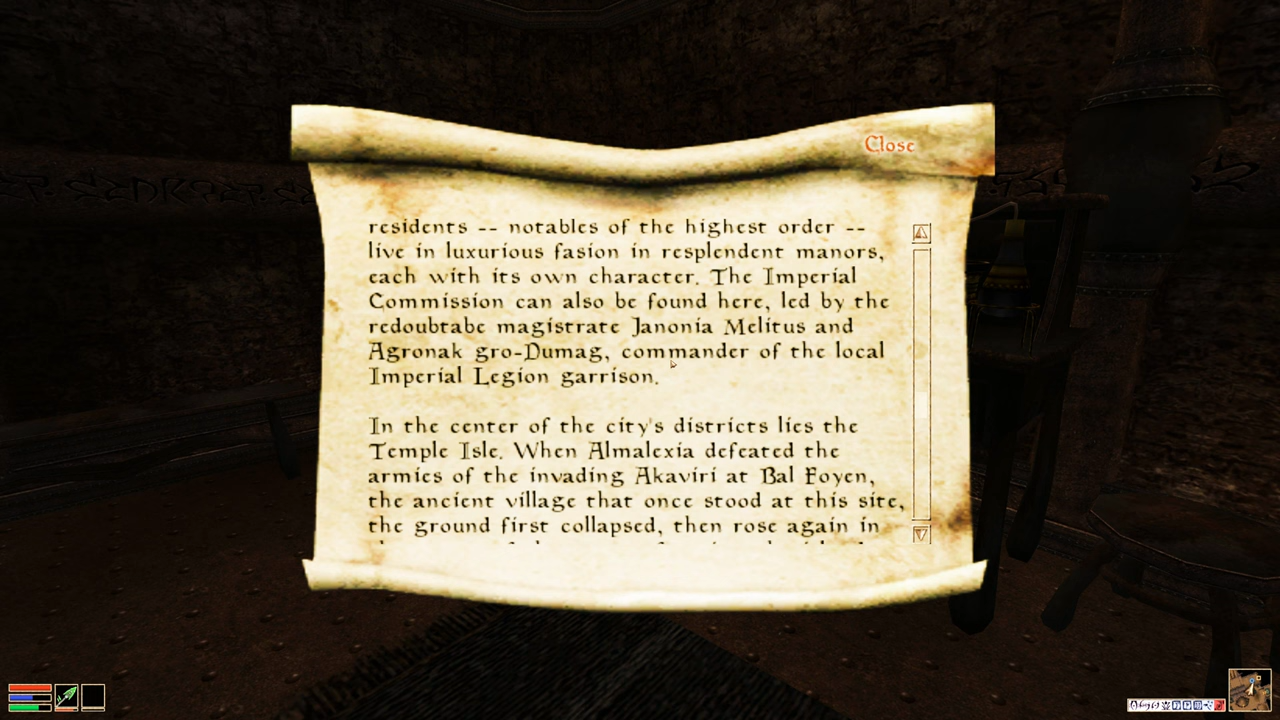 Close
residents -- notables of the highest order --
live in luxurious fasion in resplendent manors,
each with its own character. The Imperial
Commission can also be found here, led by the
redoubtabe magistrate Janonia Melitus and
Agronak gro-Dumag, commander of the local
Imperial Legion garrison.
In the center of the city's districts lies the
Temple Isle. When Almalexia defeated the
armies of the invading Akaviri at Bal Foyen,
the ancient village that once stood at this site,
the ground first collapsed, then rose again in